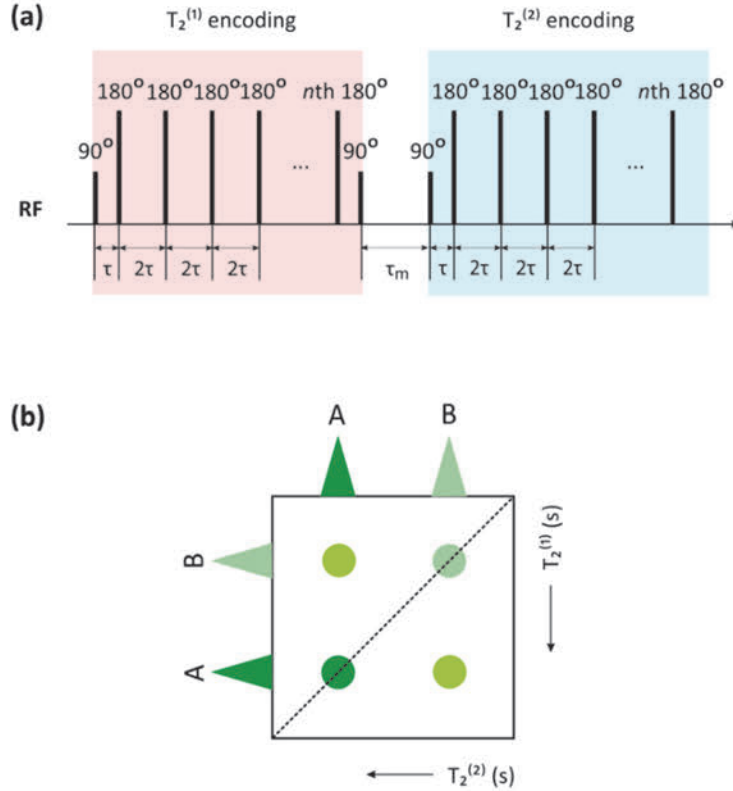 (a)
T₂⁽¹⁾ encoding T₂⁽²⁾ encoding
180° 180° 180° 180° nth 180° 180° 180° 180° 180° nth 180°
90° 90° 90°
... ...
RF
τ 2τ 2τ 2τ τₘ τ 2τ 2τ 2τ
(b)
A B
B
T₂⁽¹⁾ (s)
A
T₂⁽²⁾ (s)